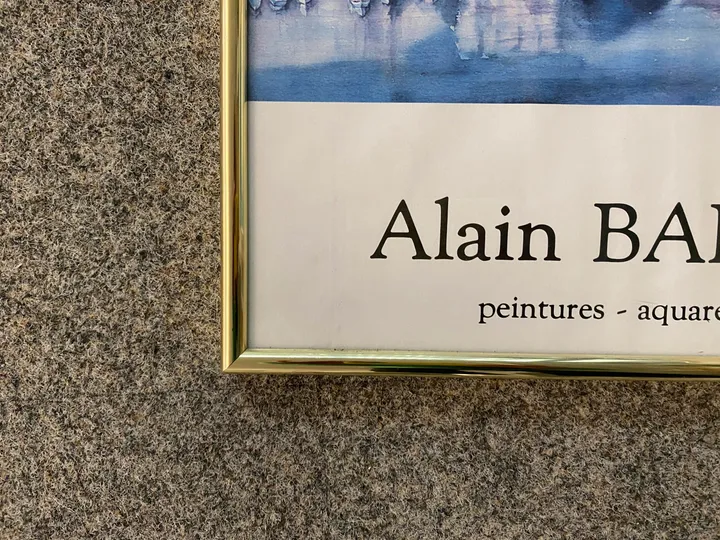 Alain BA
peintures - aquare